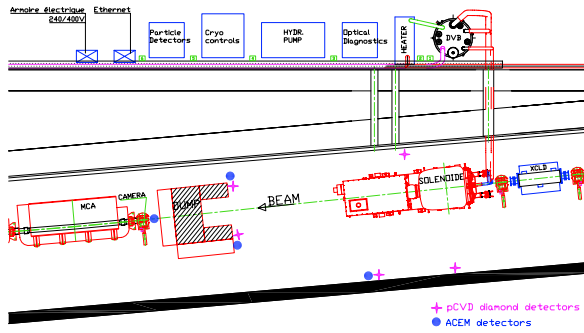 Armoire électrique
240/400V
Ethernet
Particle
Detectors
Cryo
controls
HYDR.
PUMP
Optical
Diagnostics
HEATER
DVB
XCLD
SOLENOIDE
BEAM
DUMP
CAMERA
MCA
pCVD diamond detectors
ACEM detectors